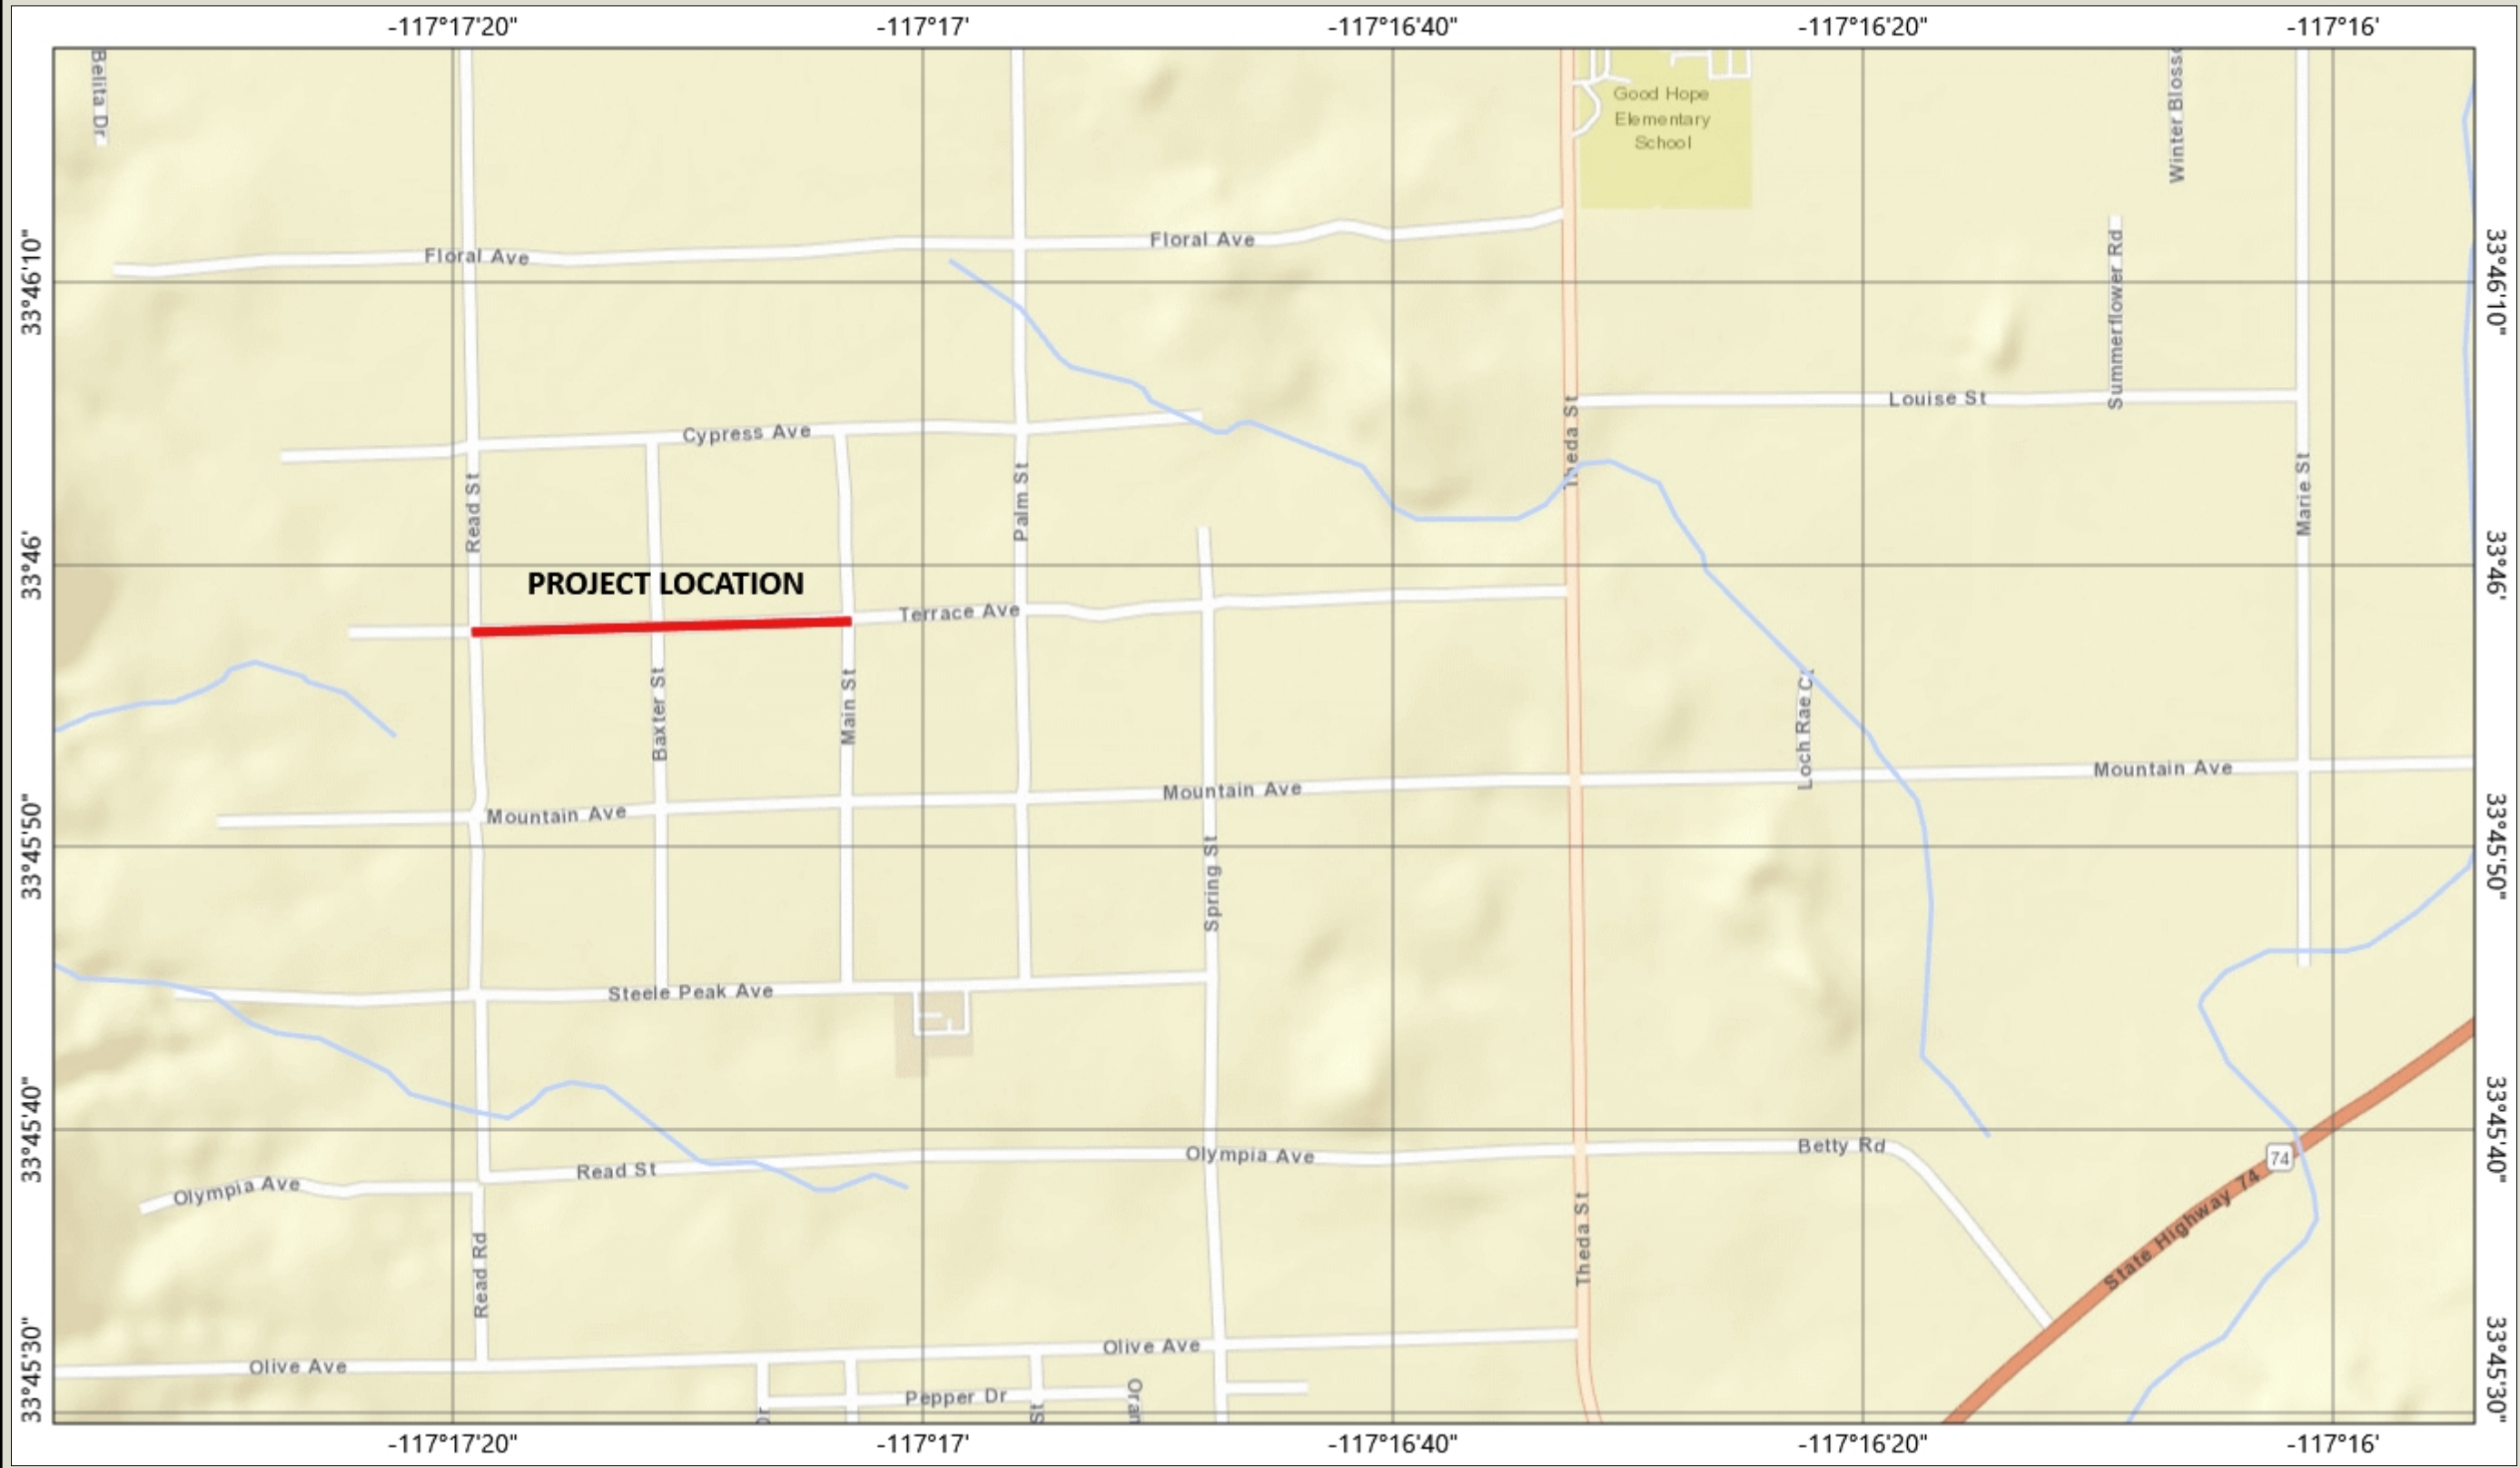 -117°17'20" -117°17' -117°16'40" -117°16'20" -117°16'
Belita Dr
Winter Blosso
Good Hope
Elementary
School
Floral Ave
Floral Ave
33°46'10"
33°46'10"
Summerflower Rd
Louise St
Theda St
Cypress Ave
Read St
Palm St
Marie St
33°46'
33°46'
PROJECT LOCATION
Terrace Ave
Baxter St
Main St
Loch Rae Ct
Mountain Ave
Mountain Ave
Mountain Ave
33°45'50"
33°45'50"
Spring St
Steele Peak Ave
33°45'40"
33°45'40"
Olympia Ave
Betty Rd
74
Read St
Olympia Ave
State Highway 74
Theda St
Read Rd
33°45'30"
33°45'30"
Olive Ave
Olive Ave
Pepper Dr
Dr
St
Oran
-117°17'20" -117°17' -117°16'40" -117°16'20" -117°16'